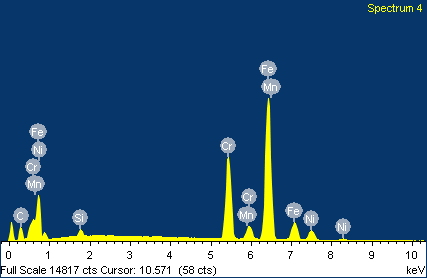 Spectrum 4
Fe
Mn
Fe
Ni
Cr
Cr
Mn
C
Si
Cr
Mn
Fe
Ni
Ni
0 1 2 3 4 5 6 7 8 9 10
Full Scale 14817 cts Cursor: 10.571 (58 cts) keV